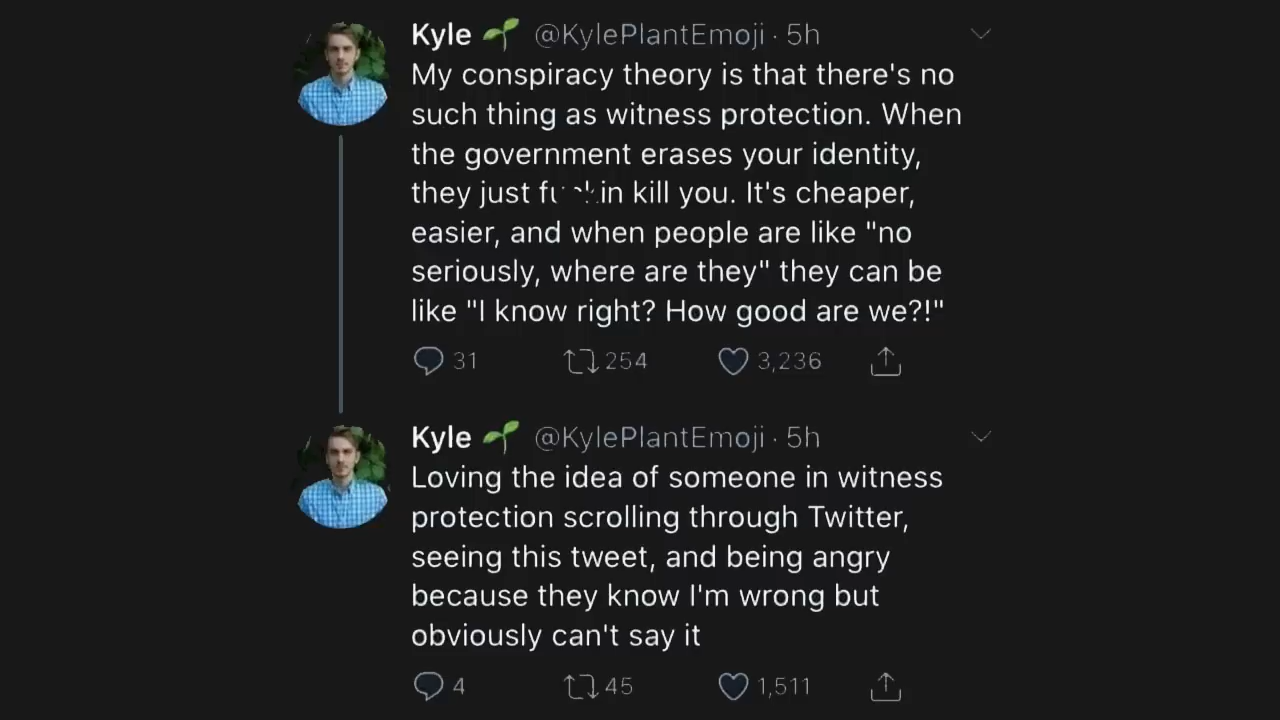 Kyle 🌱 @KylePlantEmoji · 5h
My conspiracy theory is that there's no
such thing as witness protection. When
the government erases your identity,
they just kill you. It's cheaper,
easier, and when people are like "no
seriously, where are they" they can be
like "I know right? How good are we?!"
31 254 3,236
Kyle 🌱 @KylePlantEmoji · 5h
Loving the idea of someone in witness
protection scrolling through Twitter,
seeing this tweet, and being angry
because they know I'm wrong but
obviously can't say it
4 45 1,511